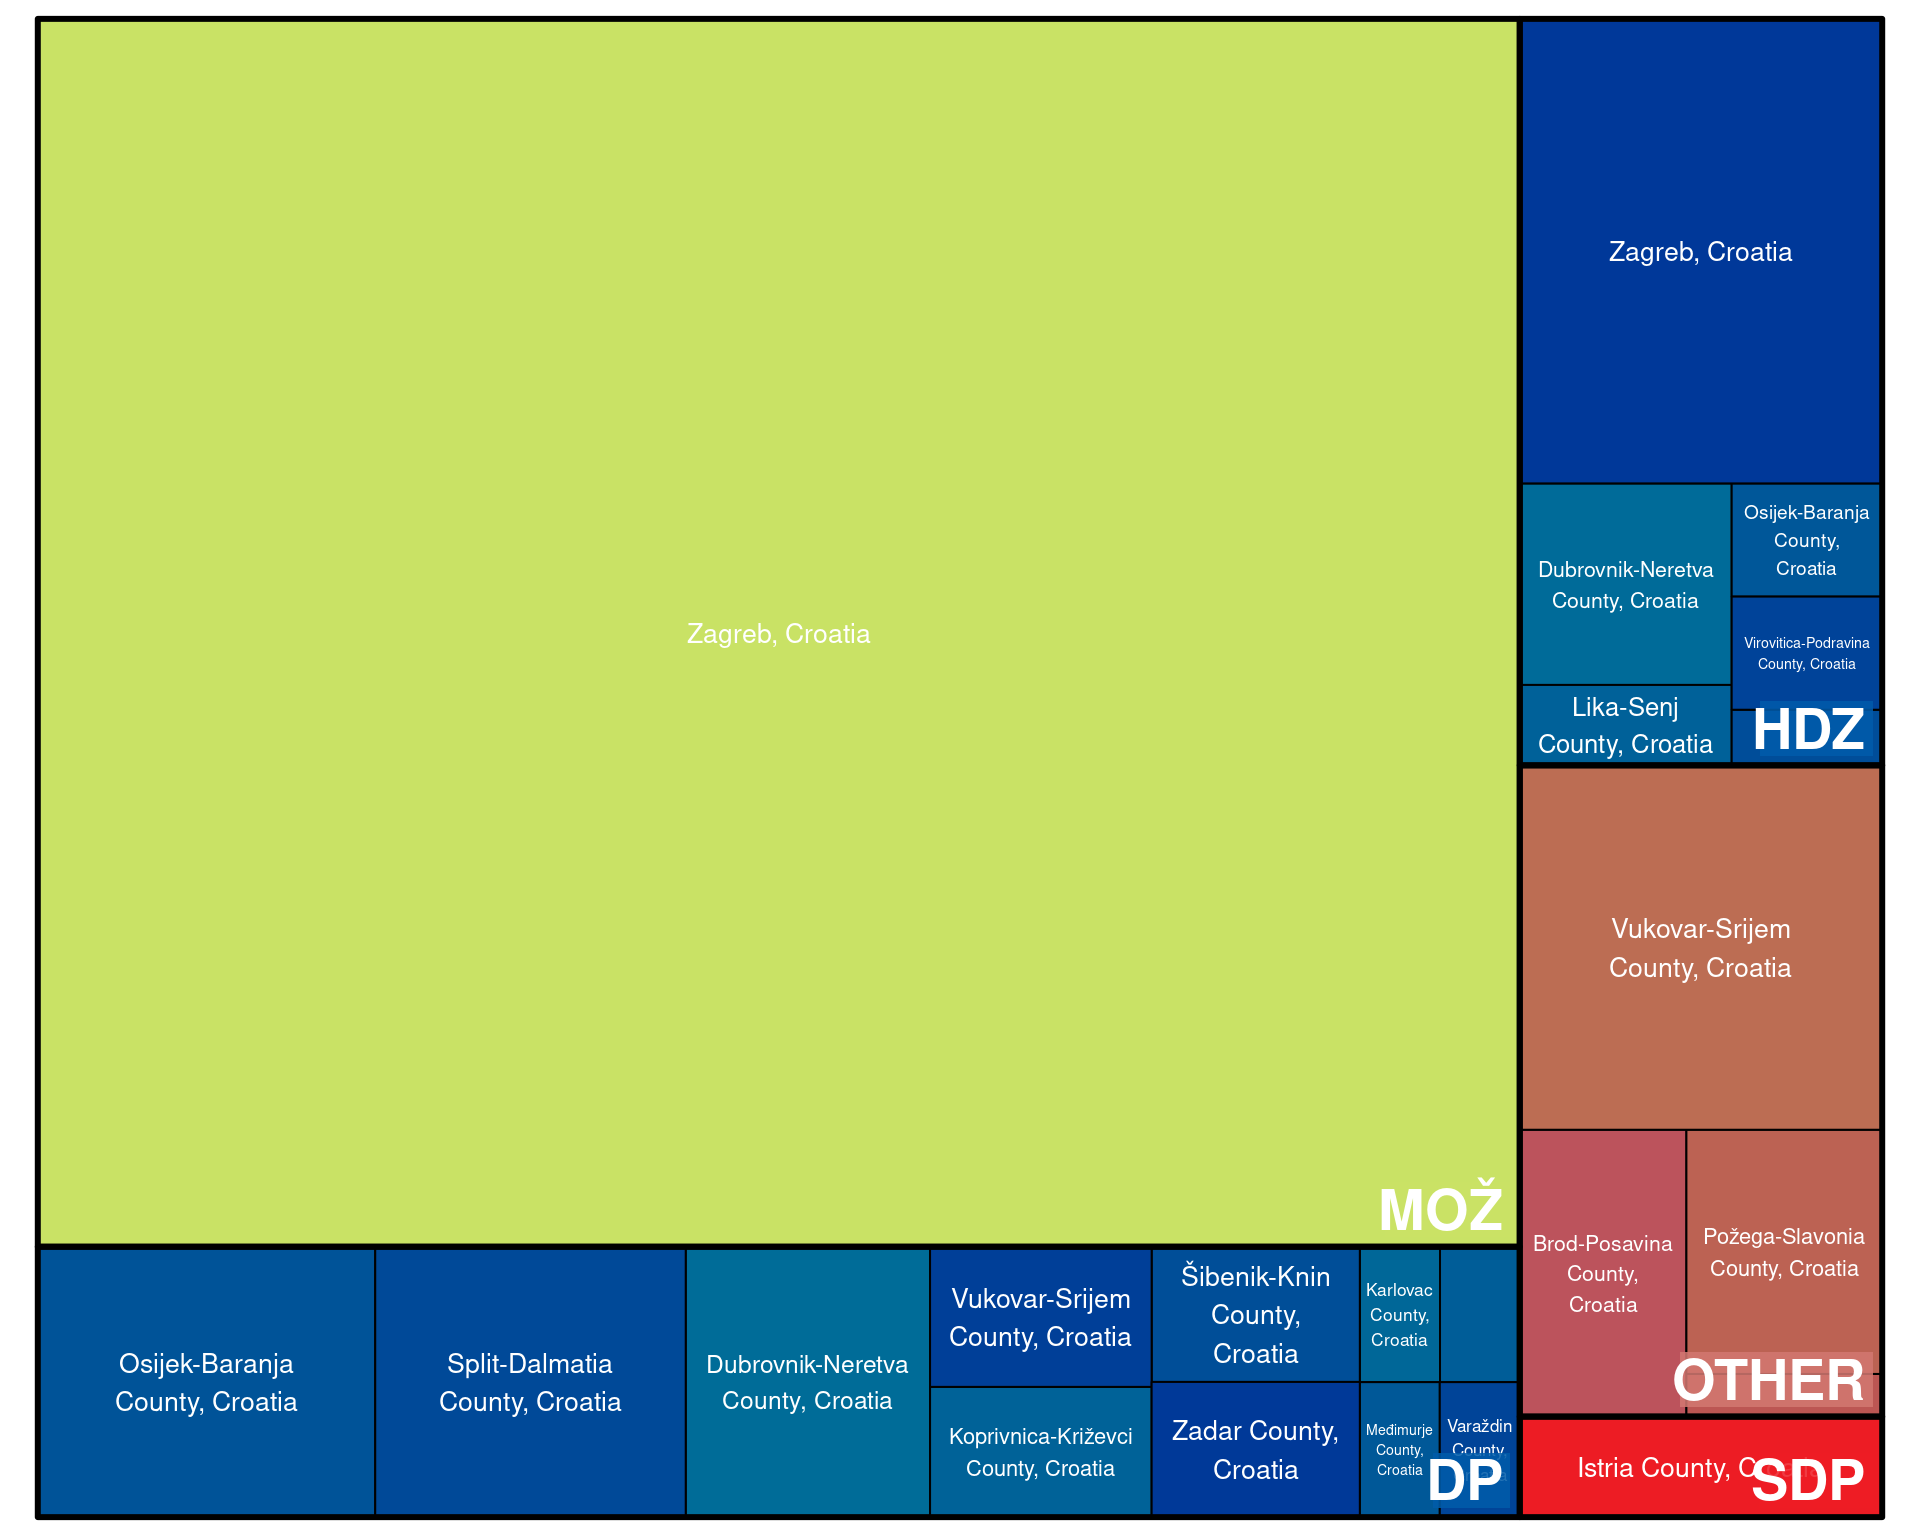 Zagreb, Croatia
MOŽ
Zagreb, Croatia
Dubrovnik-Neretva
County, Croatia
Osijek-Baranja
County,
Croatia
Virovitica-Podravina
County, Croatia
Lika-Senj
County, Croatia
HDZ
Vukovar-Srijem
County, Croatia
Brod-Posavina
County,
Croatia
Požega-Slavonia
County, Croatia
OTHER
Osijek-Baranja
County, Croatia
Split-Dalmatia
County, Croatia
Dubrovnik-Neretva
County, Croatia
Vukovar-Srijem
County, Croatia
Koprivnica-Križevci
County, Croatia
Šibenik-Knin
County,
Croatia
Zadar County,
Croatia
Karlovac
County,
Croatia
Međimurje
County,
Croatia
Varaždin
County,
DP
Istria County,
SDP